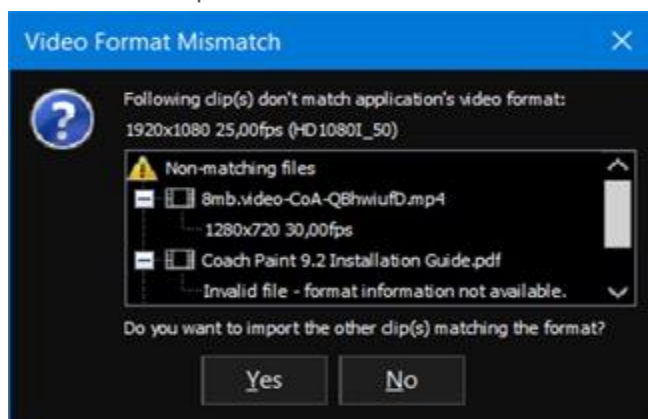 Video Format Mismatch
Following clip(s) don't match application's video format:
1920x1080 25,00fps (HD1080I_50)
Non-matching files
8mb.video-CoA-QBhwiufD.mp4
1280x720 30,00fps
Coach Paint 9.2 Installation Guide.pdf
Invalid file - format information not available.
Do you want to import the other clip(s) matching the format?
Yes No